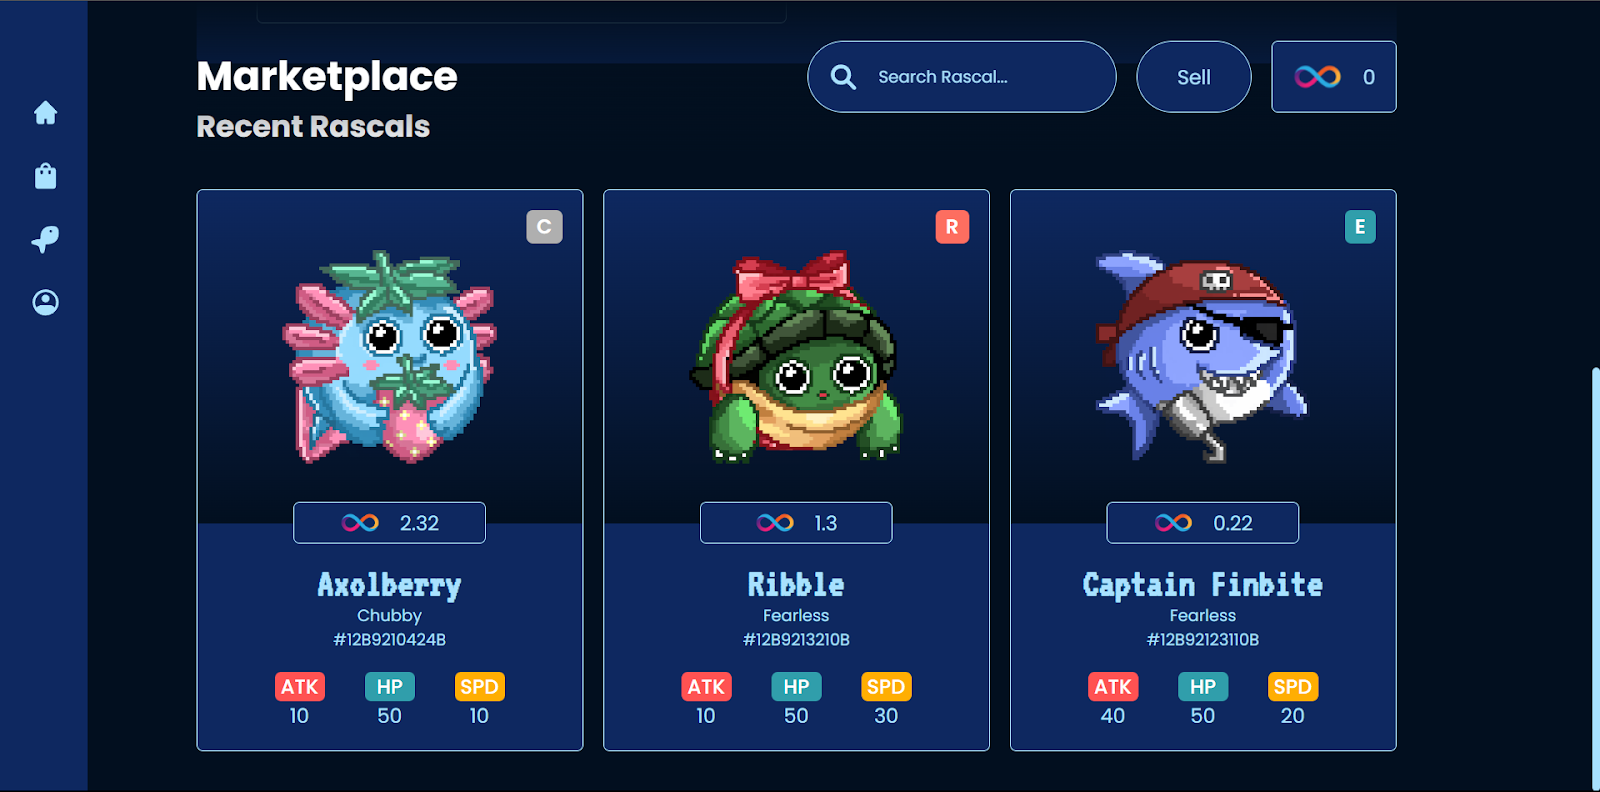 Marketplace
Recent Rascals
Search Rascal...
Sell
0
C
R
E
2.32
1.3
0.22
Axolberry
Chubby
#12B9210424B
ATK HP SPD
10 50 10
Ribble
Fearless
#12B9213210B
ATK HP SPD
10 50 30
Captain Finbite
Fearless
#12B92123110B
ATK HP SPD
40 50 20